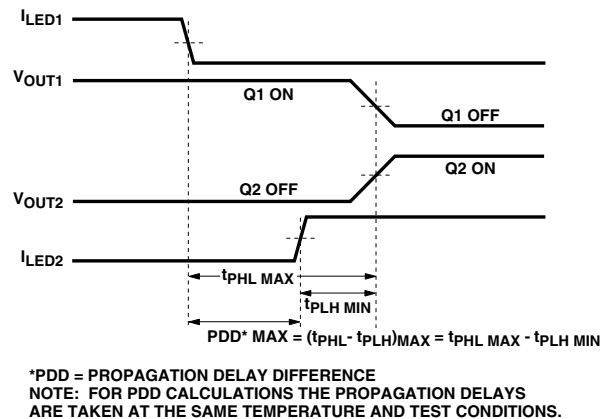 ILED1
VOUT1
Q1 ON
Q1 OFF
Q2 ON
Q2 OFF
VOUT2
ILED2
tPHL MAX
tPLH MIN
PDD* MAX = (tPHL- tPLH)MAX = tPHL MAX - tPLH MIN
*PDD = PROPAGATION DELAY DIFFERENCE
NOTE: FOR PDD CALCULATIONS THE PROPAGATION DELAYS
ARE TAKEN AT THE SAME TEMPERATURE AND TEST CONDITIONS.